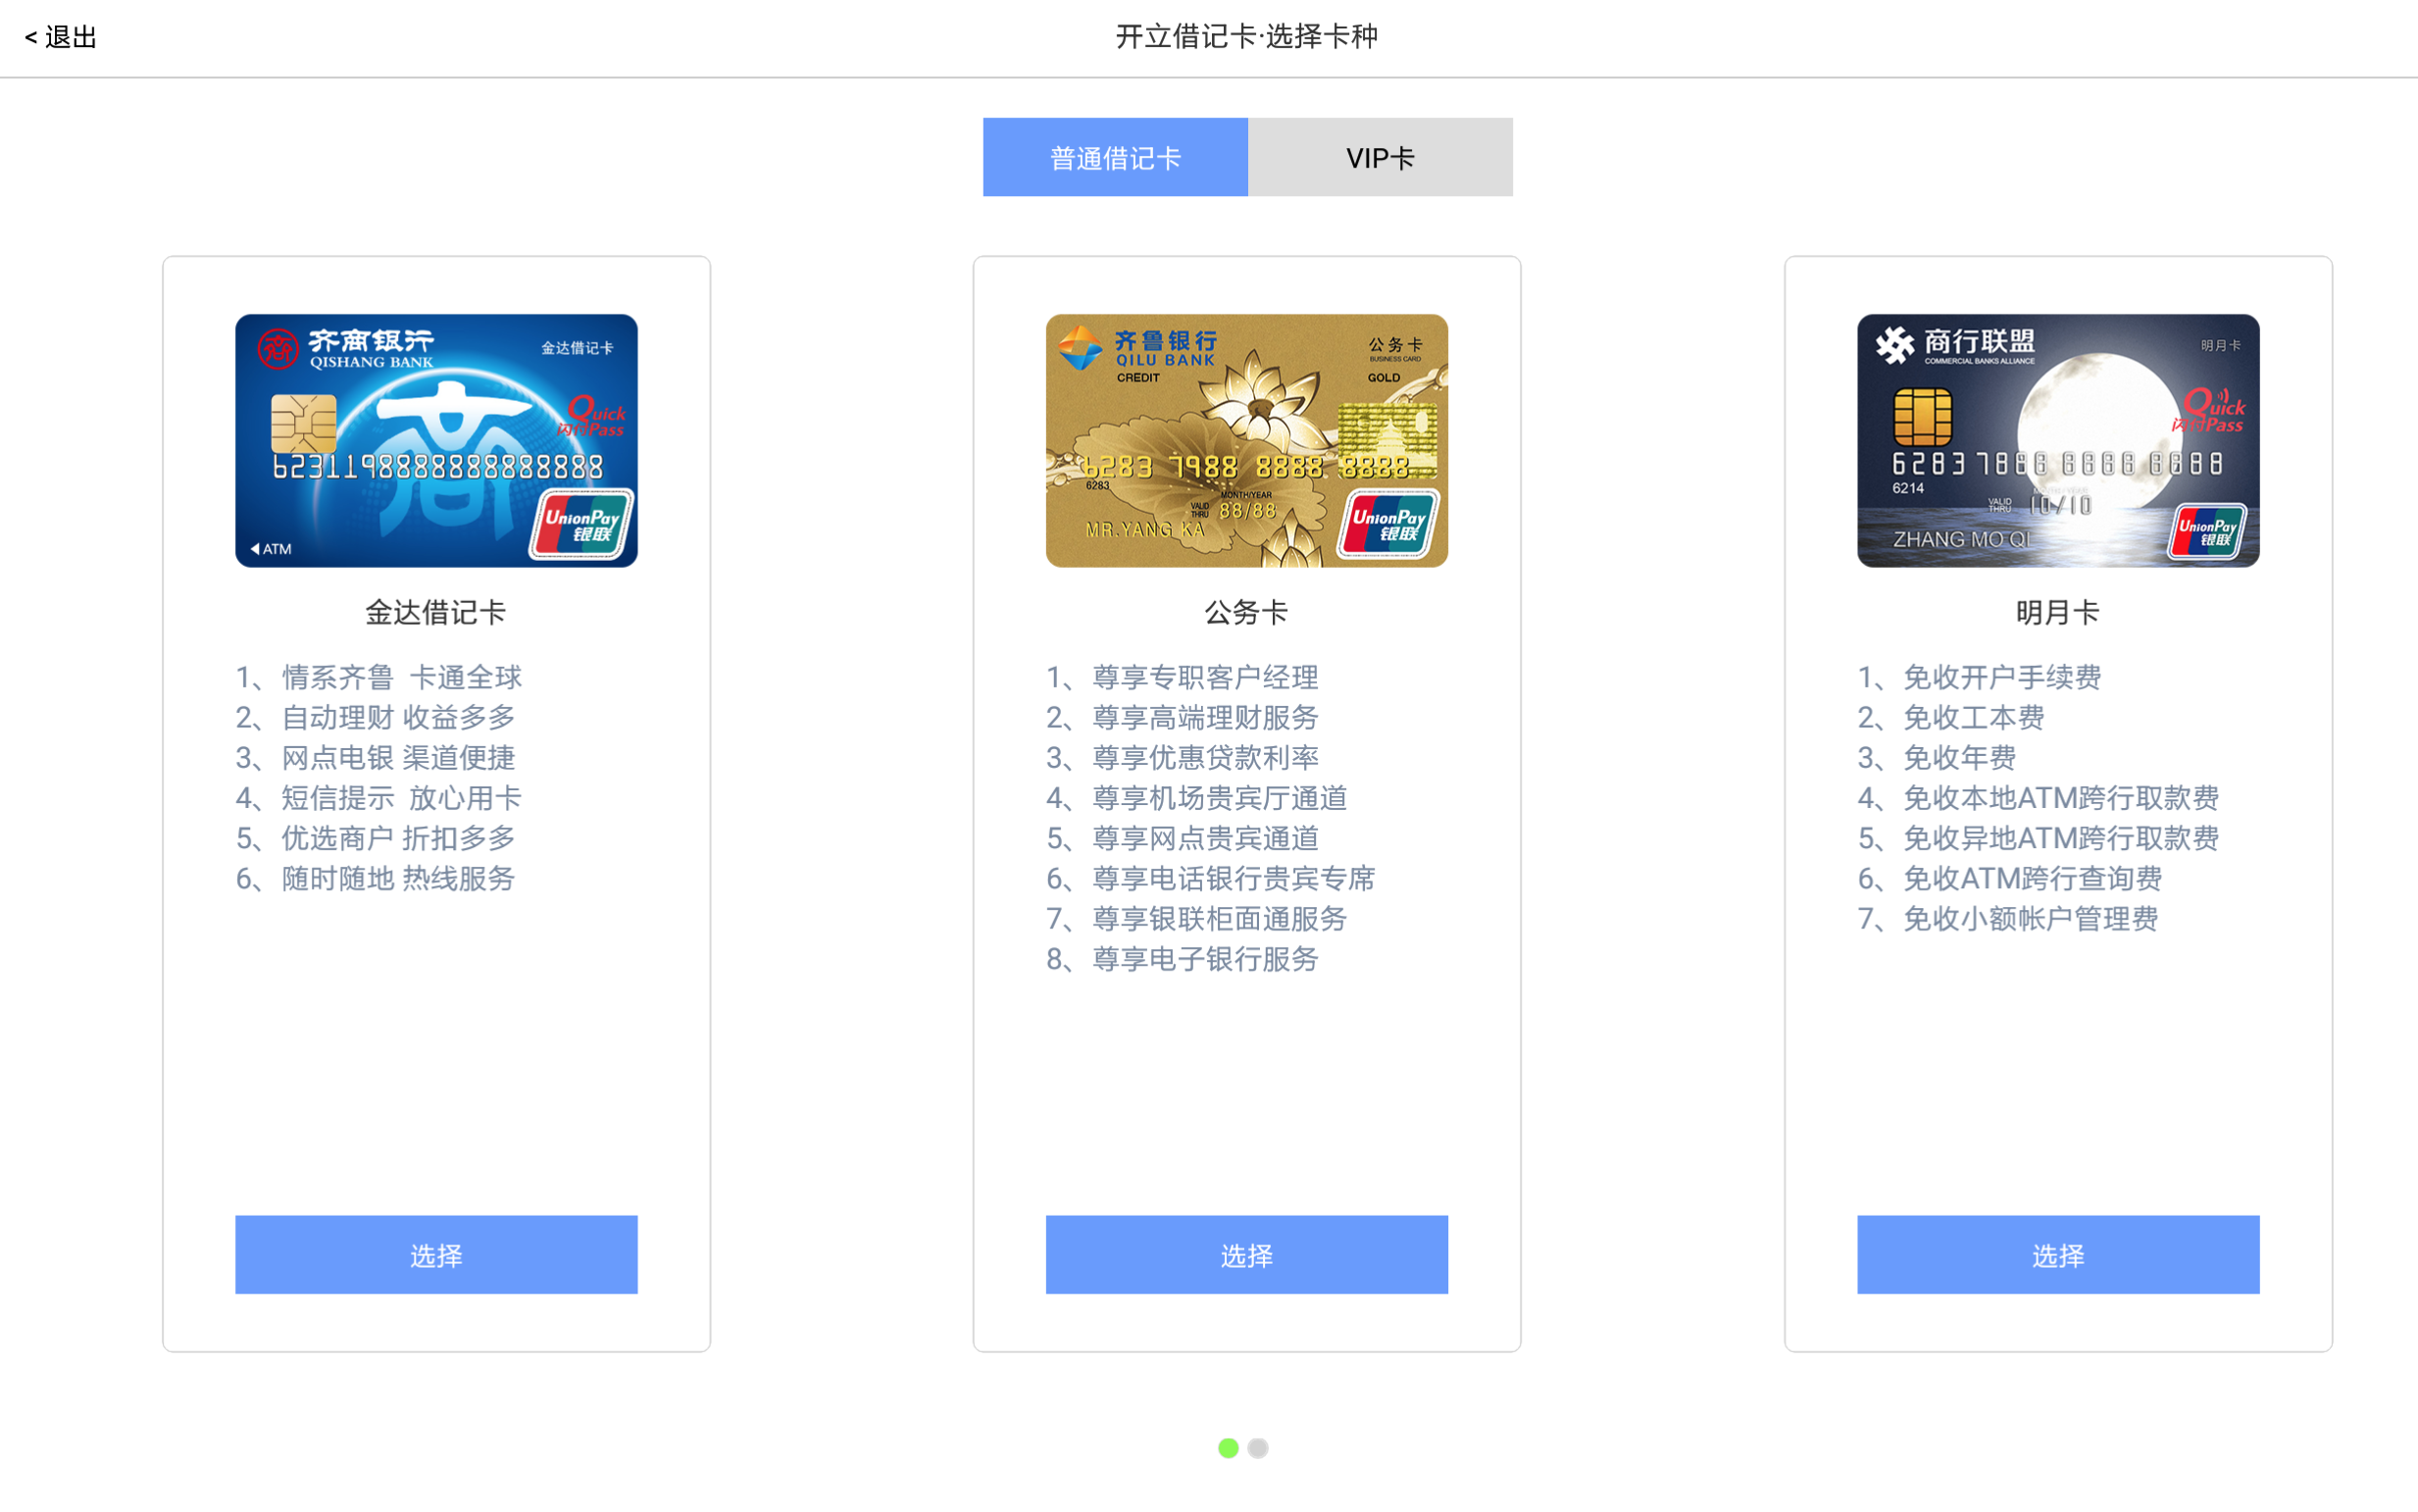 < 退出
开立借记卡·选择卡种
普通借记卡
VIP卡
齐商银行
QISHANG BANK
金达借记卡
商
Quick
闪付Pass
6231198888888888888
UnionPay
银联
ATM
金达借记卡
1、情系齐鲁 卡通全球
2、自动理财 收益多多
3、网点电银 渠道便捷
4、短信提示 放心用卡
5、优选商户 折扣多多
6、随时随地 热线服务
选择
齐鲁银行
QILU BANK
CREDIT
公务卡
BUSINESS CARD
GOLD
6283 7988 8888 8888
6283
MONTH/YEAR
VALID THRU 88/88
MR.YANG KA
UnionPay
银联
公务卡
1、尊享专职客户经理
2、尊享高端理财服务
3、尊享优惠贷款利率
4、尊享机场贵宾厅通道
5、尊享网点贵宾通道
6、尊享电话银行贵宾专席
7、尊享银联柜面通服务
8、尊享电子银行服务
选择
商行联盟
COMMERCIAL BANKS ALLIANCE
明月卡
Quick
闪付Pass
6283 7888 8888 8888
6214
VALID THRU 10/10
ZHANG MO QI
UnionPay
银联
明月卡
1、免收开户手续费
2、免收工本费
3、免收年费
4、免收本地ATM跨行取款费
5、免收异地ATM跨行取款费
6、免收ATM跨行查询费
7、免收小额帐户管理费
选择